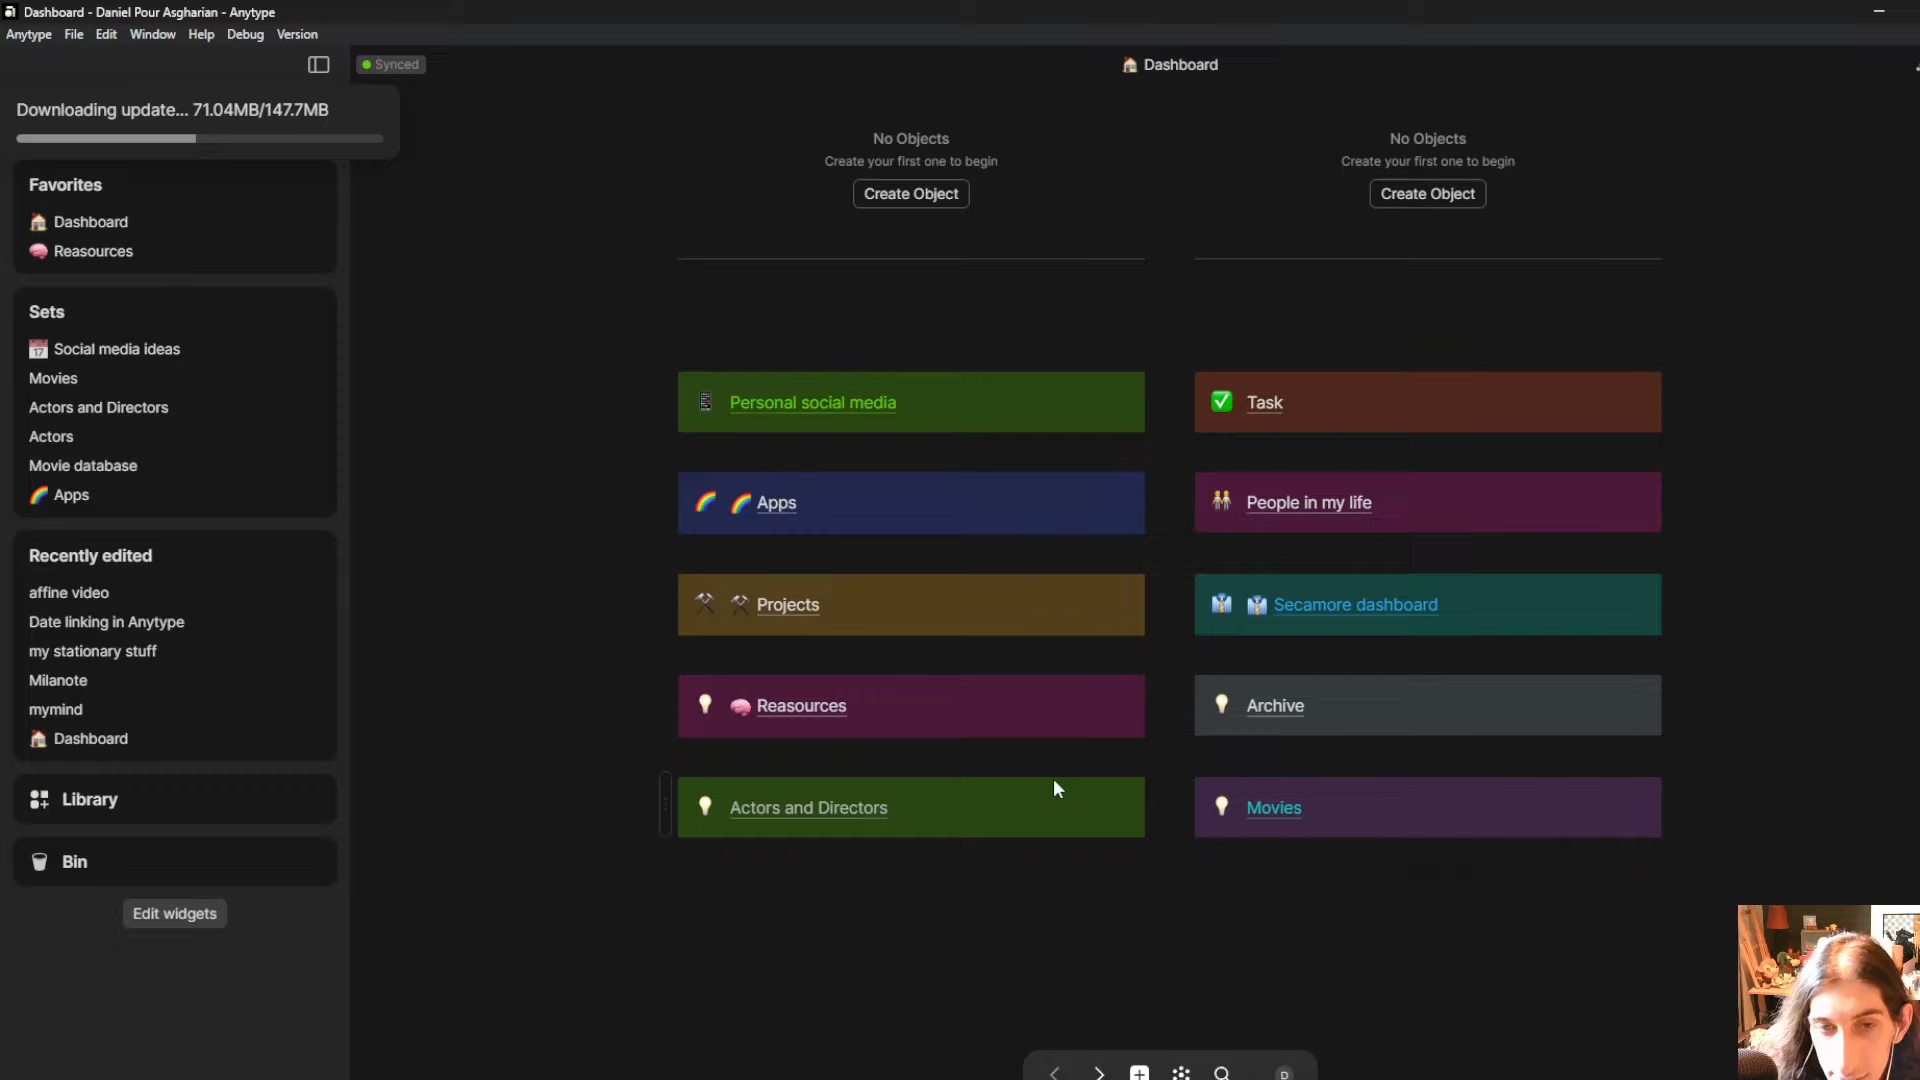 Dashboard - Daniel Pour Asgharian - Anytype
Anytype File Edit Window Help Debug Version
Synced
Dashboard
Downloading update... 71.04MB/147.7MB
Favorites
Dashboard
Reasources
Sets
17
Social media ideas
Movies
Actors and Directors
Actors
Movie database
Apps
Recently edited
affine video
Date linking in Anytype
my stationary stuff
Milanote
mymind
Dashboard
Library
Bin
Edit widgets
No Objects
Create your first one to begin
Create Object
No Objects
Create your first one to begin
Create Object
Personal social media
Task
Apps
People in my life
Projects
Secamore dashboard
Reasources
Archive
Actors and Directors
Movies
D